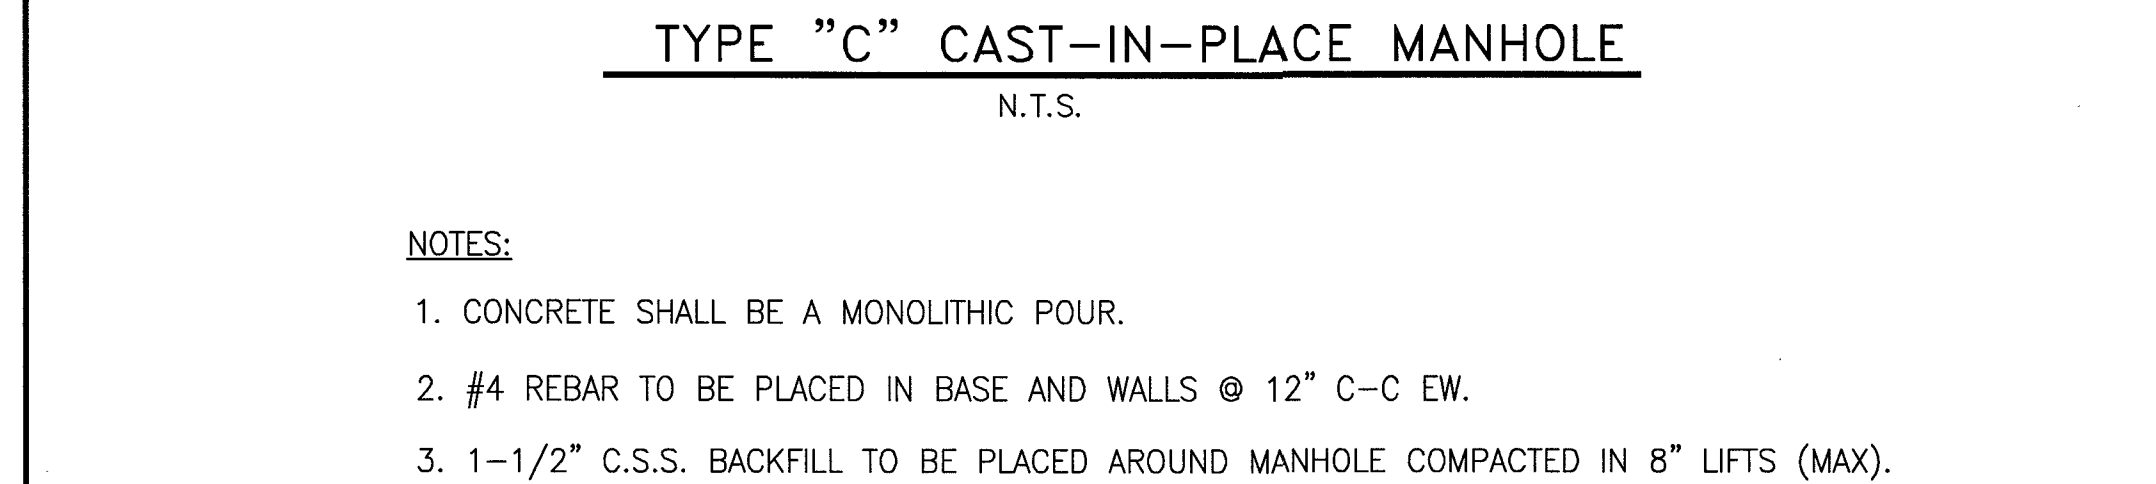 TYPE ”C” CAST–IN–PLACE MANHOLE
N.T.S.
NOTES:
1. CONCRETE SHALL BE A MONOLITHIC POUR.
2. #4 REBAR TO BE PLACED IN BASE AND WALLS @ 12” C–C EW.
3. 1–1/2” C.S.S. BACKFILL TO BE PLACED AROUND MANHOLE COMPACTED IN 8” LIFTS (MAX).